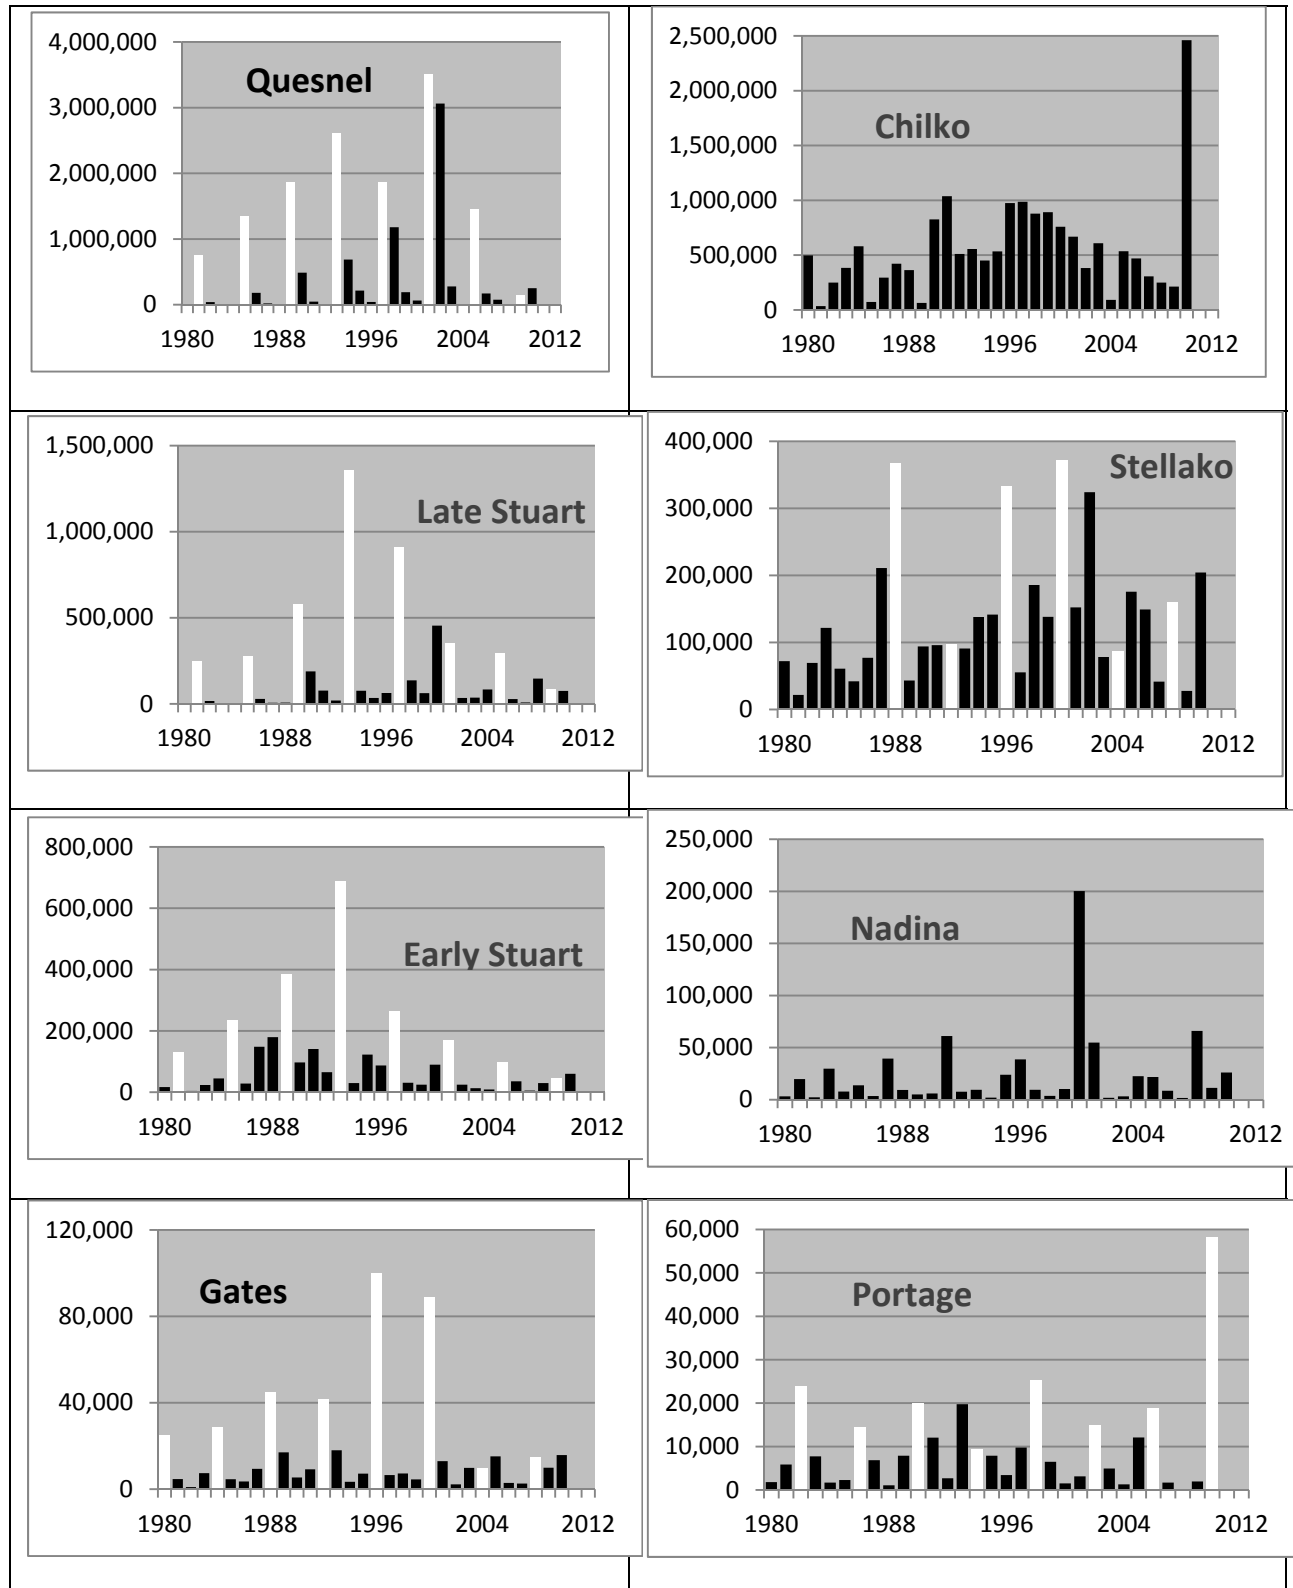 4,000,000
3,000,000
2,000,000
1,000,000
0
Quesnel
1980 1988 1996 2004 2012
2,500,000
2,000,000
1,500,000
1,000,000
500,000
0
Chilko
1980 1988 1996 2004 2012
1,500,000
1,000,000
500,000
0
Late Stuart
1980 1988 1996 2004 2012
400,000
300,000
200,000
100,000
0
Stellako
1980 1988 1996 2004 2012
800,000
600,000
400,000
200,000
0
Early Stuart
1980 1988 1996 2004 2012
250,000
200,000
150,000
100,000
50,000
0
Nadina
1980 1988 1996 2004 2012
120,000
80,000
40,000
0
Gates
1980 1988 1996 2004 2012
60,000
50,000
40,000
30,000
20,000
10,000
0
Portage
1980 1988 1996 2004 2012